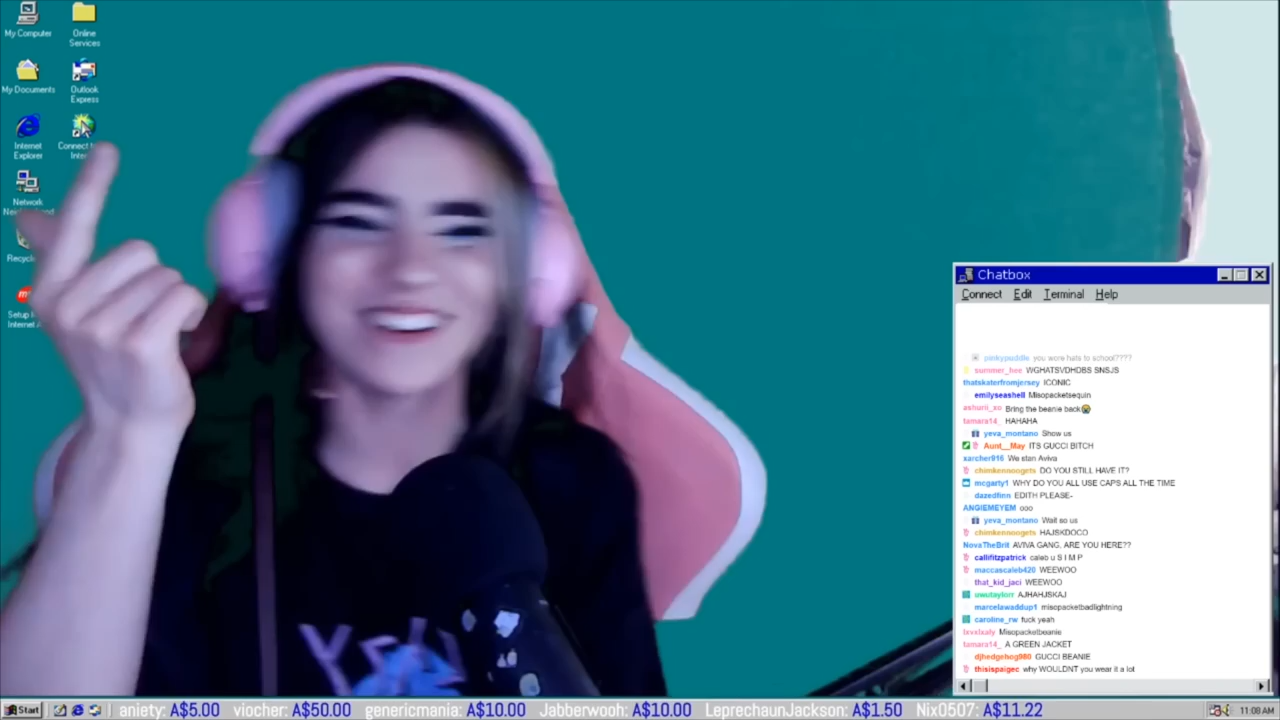 My Computer
Online
Services
My Documents
Outlook
Express
Internet
Explorer
Connect
Network
Setup
Internet
Chatbox
Connect Edit Terminal Help
pinkypuddle you wore hats to school????
summer_hee WGHATSVDHDBS SNSJS
thatskaterfromjersey ICONIC
emilyseashell Misopacketsequin
ashurii_xo Bring the beanie back😭
tamara14_ HAHAHA
yeva_montano Show us
Aunt__May ITS GUCCI BITCH
xarcher916 We stan Aviva
chimkennoogets DO YOU STILL HAVE IT?
mcgarty1 WHY DO YOU ALL USE CAPS ALL THE TIME
dazedfinn EDITH PLEASE-
ANGIEMEYEM ooo
yeva_montano Wait so us
chimkennoogets HAJSKDOCO
NovaTheBrit AVIVA GANG, ARE YOU HERE??
callifitzpatrick caleb u S I M P
maccascaleb420 WEEWOO
that_kid_jaci WEEWOO
uwutaylorr AJHAHJSKAJ
marcelawaddup1 misopacketbadlightning
caroline_rw fuck yeah
lxvxlxaly Misopacketbeanie
tamara14_ A GREEN JACKET
djhedgehog980 GUCCI BEANIE
thisispaigec why WOULDNT you wear it a lot
Start aniety: A$5.00 viocher: A$50.00 genericmania: A$10.00 Jabberwooh: A$10.00 LeprechaunJackson: A$1.50 Nix0507: A$11.22 11:08 AM